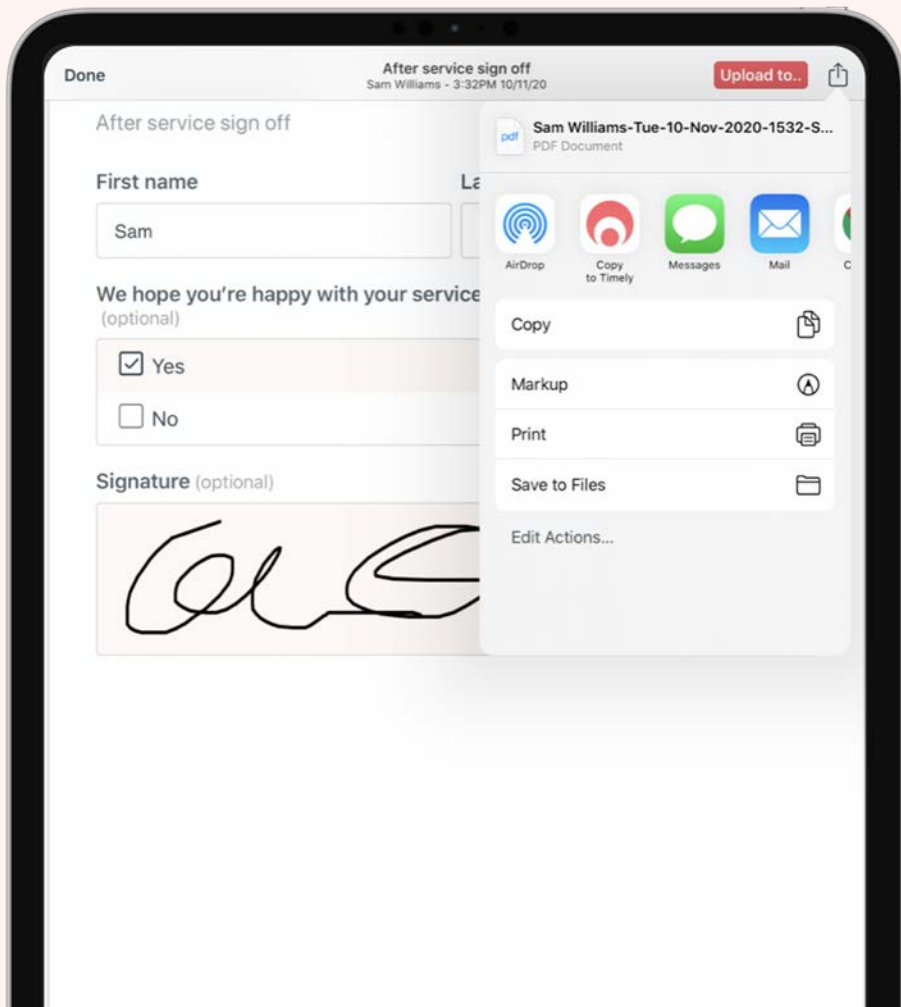 Done
After service sign off
Sam Williams - 3:32PM 10/11/20
Upload to..
After service sign off
First name
La
Sam
We hope you're happy with your service
(optional)
Yes
No
Signature (optional)
pdf
Sam Williams-Tue-10-Nov-2020-1532-S...
PDF Document
AirDrop
Copy
to Timely
Messages
Mail
C
Copy
Markup
Print
Save to Files
Edit Actions...